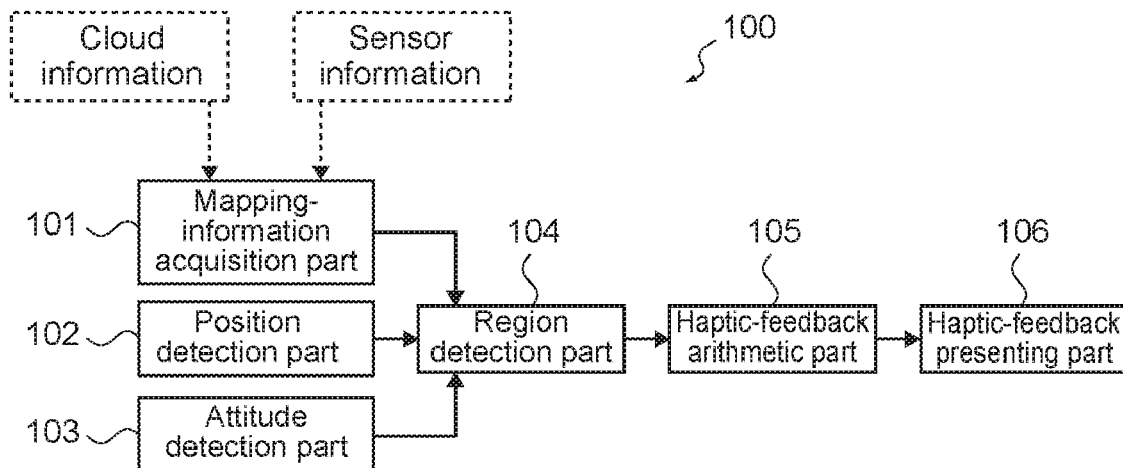 Cloud
information
Sensor
information
100
101
Mapping-
information
acquisition part
102
Position
detection part
103
Attitude
detection part
104
Region
detection part
105
Haptic-feedback
arithmetic part
106
Haptic-feedback
presenting part